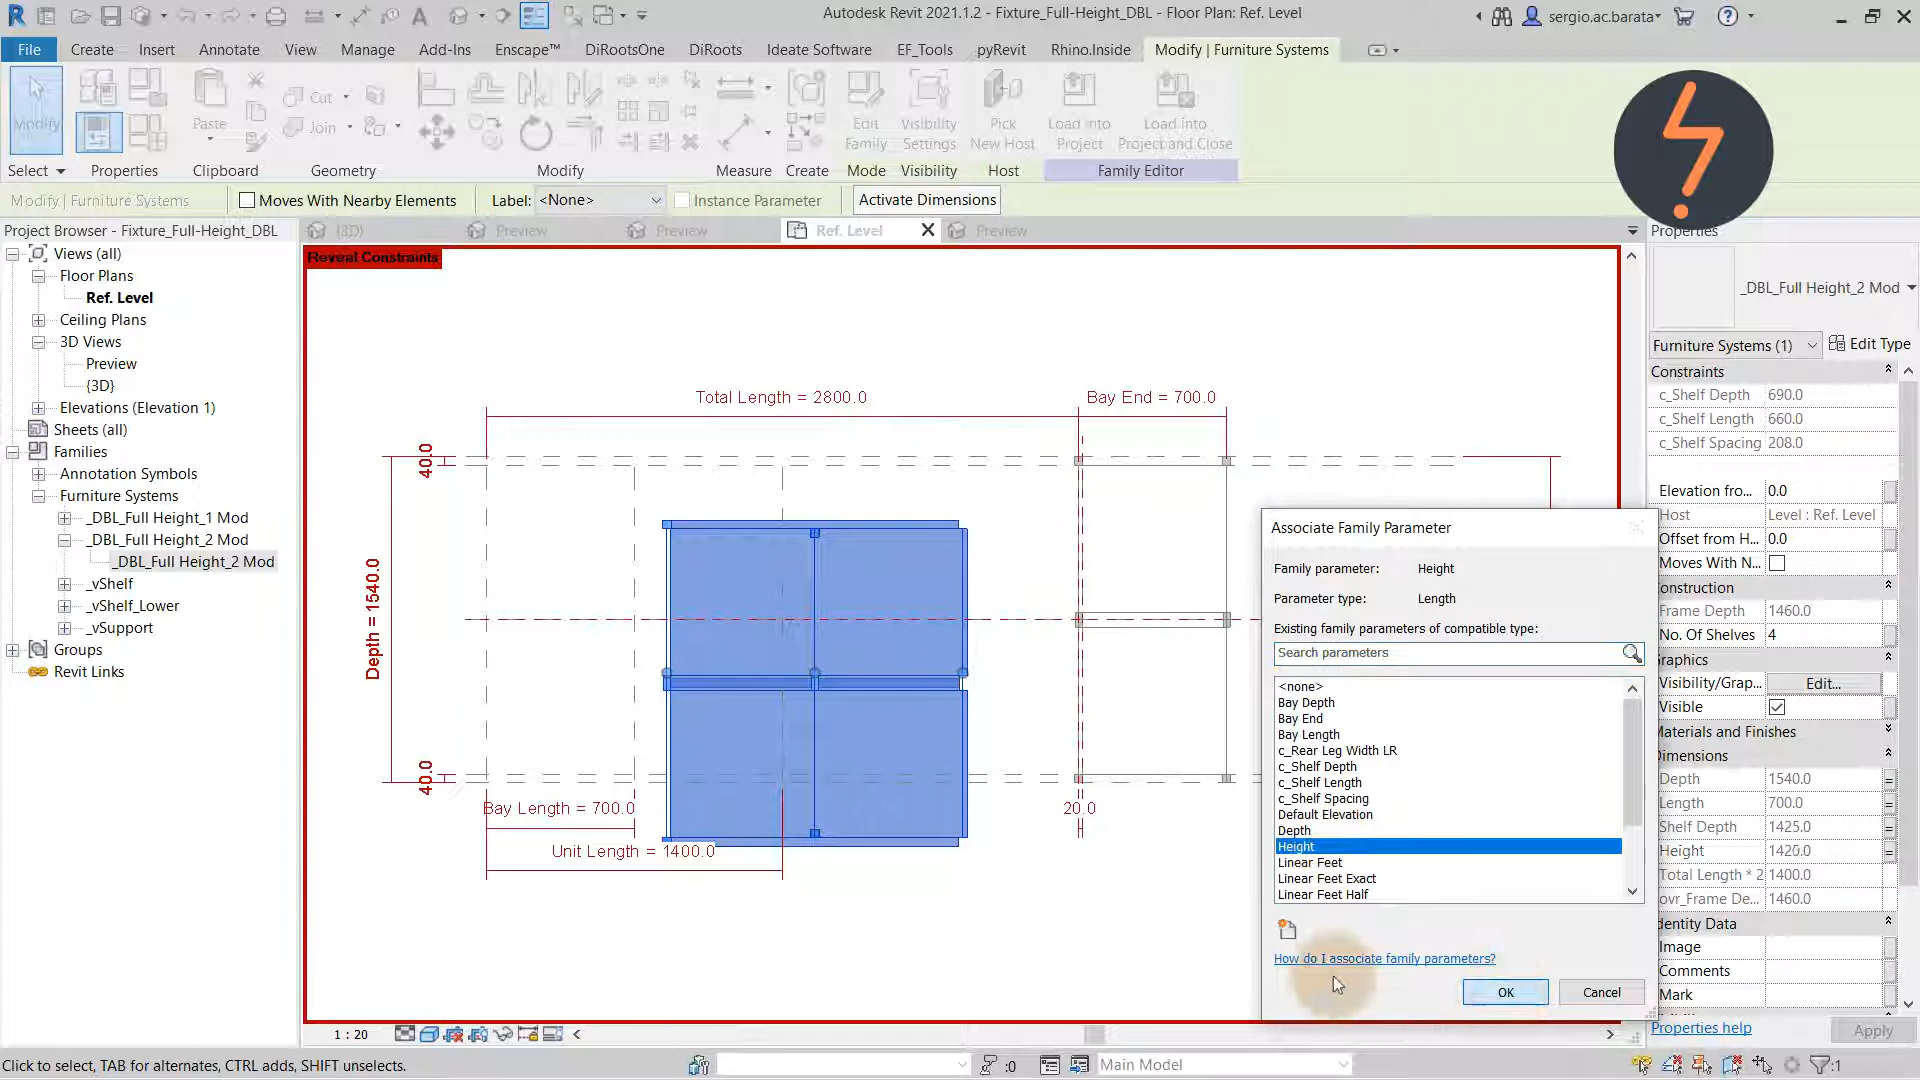 Autodesk Revit 2021.1.2 - Fixture_Full-Height_DBL - Floor Plan: Ref. Level
sergio.ac.barata
File Create Insert Annotate View Manage Add-Ins Enscape™ DiRootsOne DiRoots Ideate Software EF_Tools pyRevit Rhino.Inside Modify | Furniture Systems
Modify
Paste
Cut
Join
Edit Family
Visibility Settings
Pick New Host
Load into Project
Load into Project and Close
Select Properties Clipboard Geometry Modify Measure Create Mode Visibility Host Family Editor
Modify | Furniture Systems Moves With Nearby Elements Label: <None> Instance Parameter Activate Dimensions
Project Browser - Fixture_Full-Height_DBL
{3D} Preview Preview Ref. Level Preview
Properties
Views (all)
Floor Plans
Ref. Level
Ceiling Plans
3D Views
Preview
{3D}
Elevations (Elevation 1)
Sheets (all)
Families
Annotation Symbols
Furniture Systems
_DBL_Full Height_1 Mod
_DBL_Full Height_2 Mod
_DBL_Full Height_2 Mod
_vShelf
_vShelf_Lower
_vSupport
Groups
Revit Links
Reveal Constraints
Total Length = 2800.0
Bay End = 700.0
40.0
Depth = 1540.0
40.0
Bay Length = 700.0
20.0
Unit Length = 1400.0
Associate Family Parameter
Family parameter: Height
Parameter type: Length
Existing family parameters of compatible type:
Search parameters
<none>
Bay Depth
Bay End
Bay Length
c_Rear Leg Width LR
c_Shelf Depth
c_Shelf Length
c_Shelf Spacing
Default Elevation
Depth
Height
Linear Feet
Linear Feet Exact
Linear Feet Half
How do I associate family parameters?
OK Cancel
_DBL_Full Height_2 Mod
Furniture Systems (1) Edit Type
Constraints
c_Shelf Depth 690.0
c_Shelf Length 660.0
c_Shelf Spacing 208.0
Elevation fro... 0.0
Host Level : Ref. Level
Offset from H... 0.0
Moves With N...
Construction
Frame Depth 1460.0
No. Of Shelves 4
Graphics
Visibility/Grap... Edit...
Visible
Materials and Finishes
Dimensions
Depth 1540.0 =
Length 700.0 =
Shelf Depth 1425.0 =
Height 1420.0 =
Total Length * 2 1400.0
ovr_Frame De... 1460.0
Identity Data
Image
Comments
Mark
Properties help Apply
1 : 20
Click to select, TAB for alternates, CTRL adds, SHIFT unselects.
:0
Main Model
:1